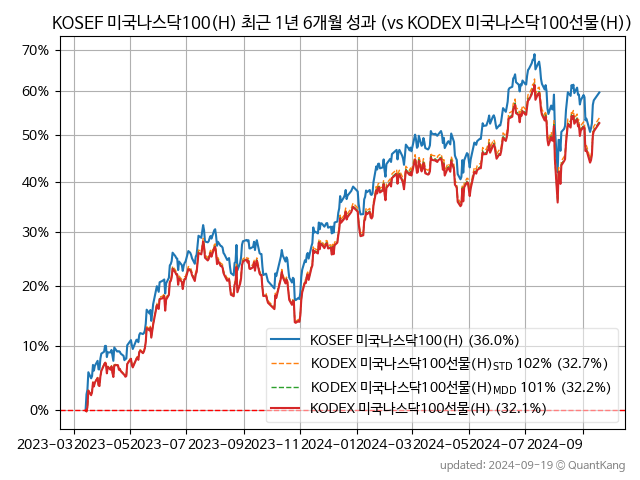 KOSEF 미국나스닥100(H) 최근 1년 6개월 성과 (vs KODEX 미국나스닥100선물(H))
70%
60%
50%
40%
30%
20%
10%
0%
KOSEF 미국나스닥100(H) (36.0%)
KODEX 미국나스닥100선물(H)STD 102% (32.7%)
KODEX 미국나스닥100선물(H)MDD 101% (32.2%)
KODEX 미국나스닥100선물(H) (32.1%)
2023-03 2023-05 2023-07 2023-09 2023-11 2024-01 2024-03 2024-05 2024-07 2024-09
updated: 2024-09-19 © QuantKang